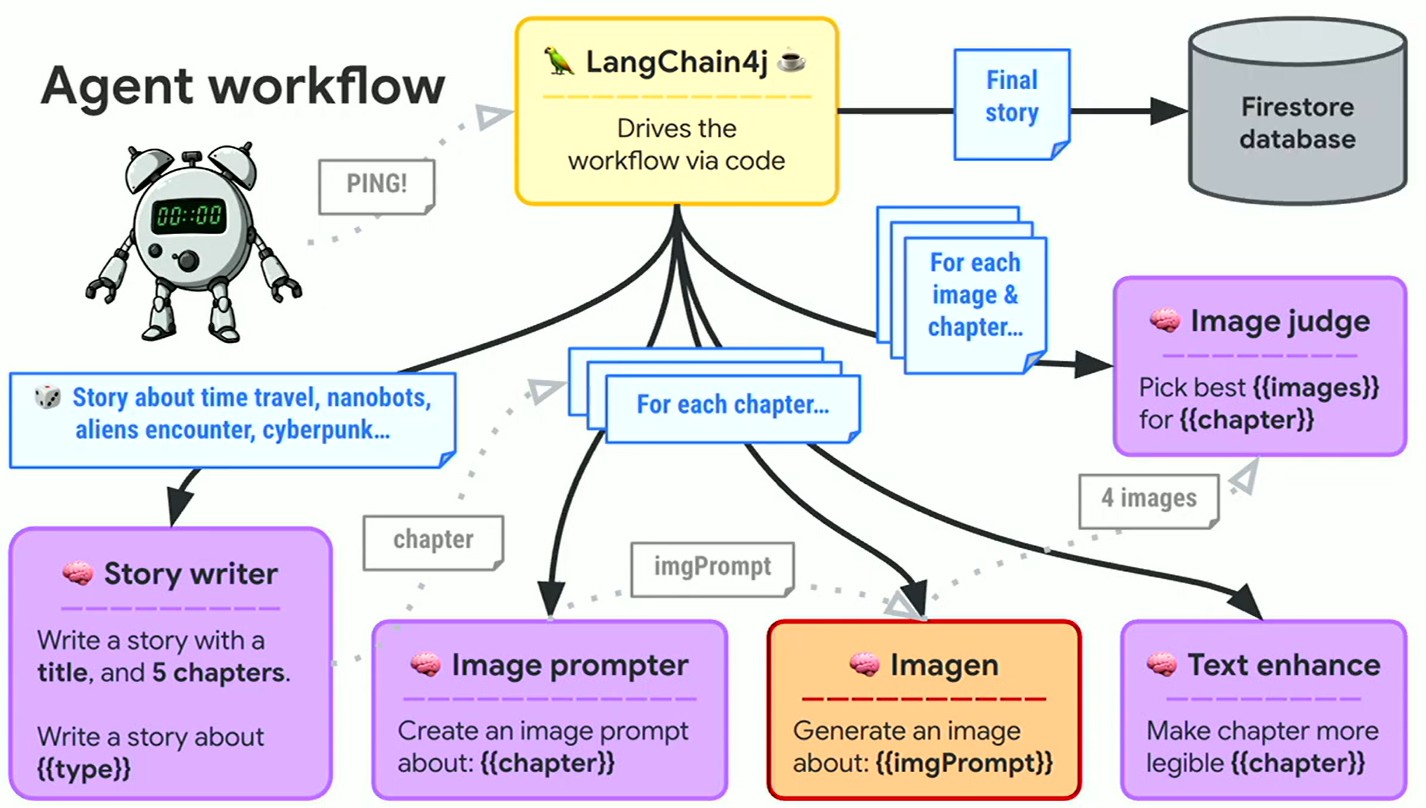 Agent workflow
LangChain4j
Drives the
workflow via code
Final
story
Firestore
database
PING!
00::00
For each
image &
chapter...
Image judge
Pick best {{images}}
for {{chapter}}
Story about time travel, nanobots,
aliens encounter, cyberpunk...
For each chapter...
4 images
chapter
imgPrompt
Story writer
Write a story with a
title, and 5 chapters.
Write a story about
{{type}}
Image prompter
Create an image prompt
about: {{chapter}}
Imagen
Generate an image
about: {{imgPrompt}}
Text enhance
Make chapter more
legible {{chapter}}